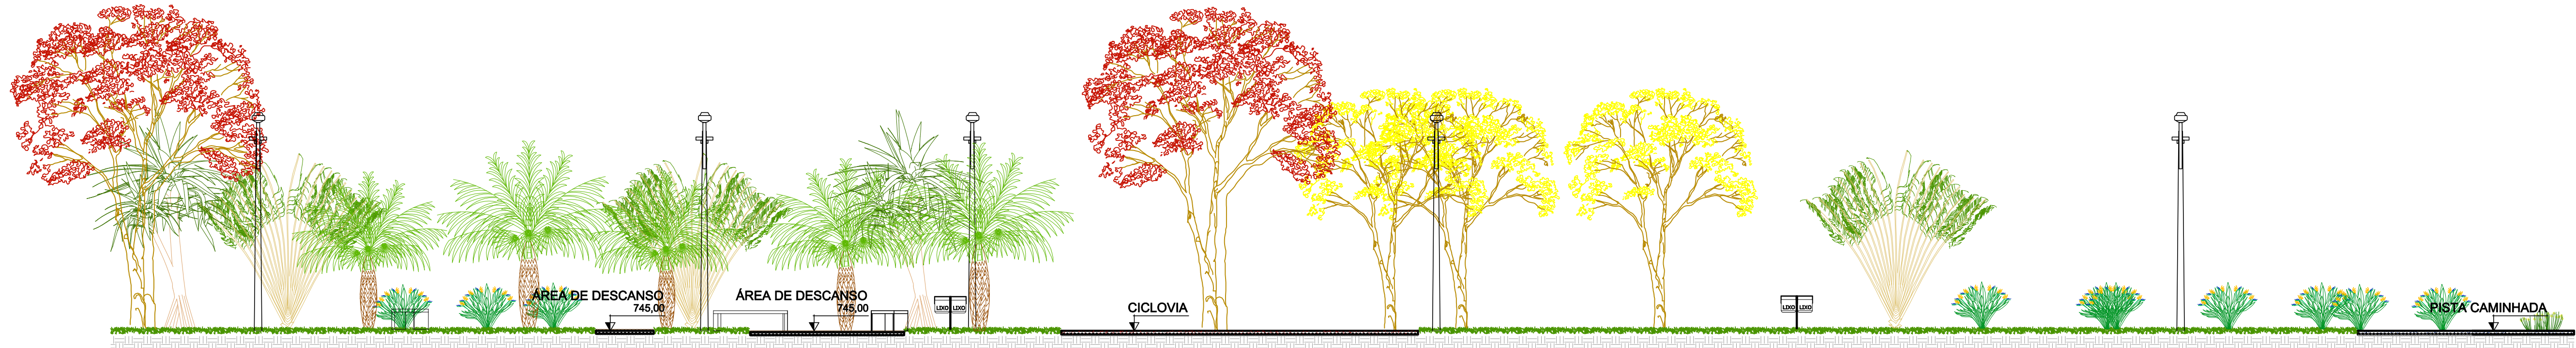 ÁREA DE DESCANSO
745,00
ÁREA DE DESCANSO
745,00
LIXO LIXO
CICLOVIA
LIXO LIXO
PISTA CAMINHADA